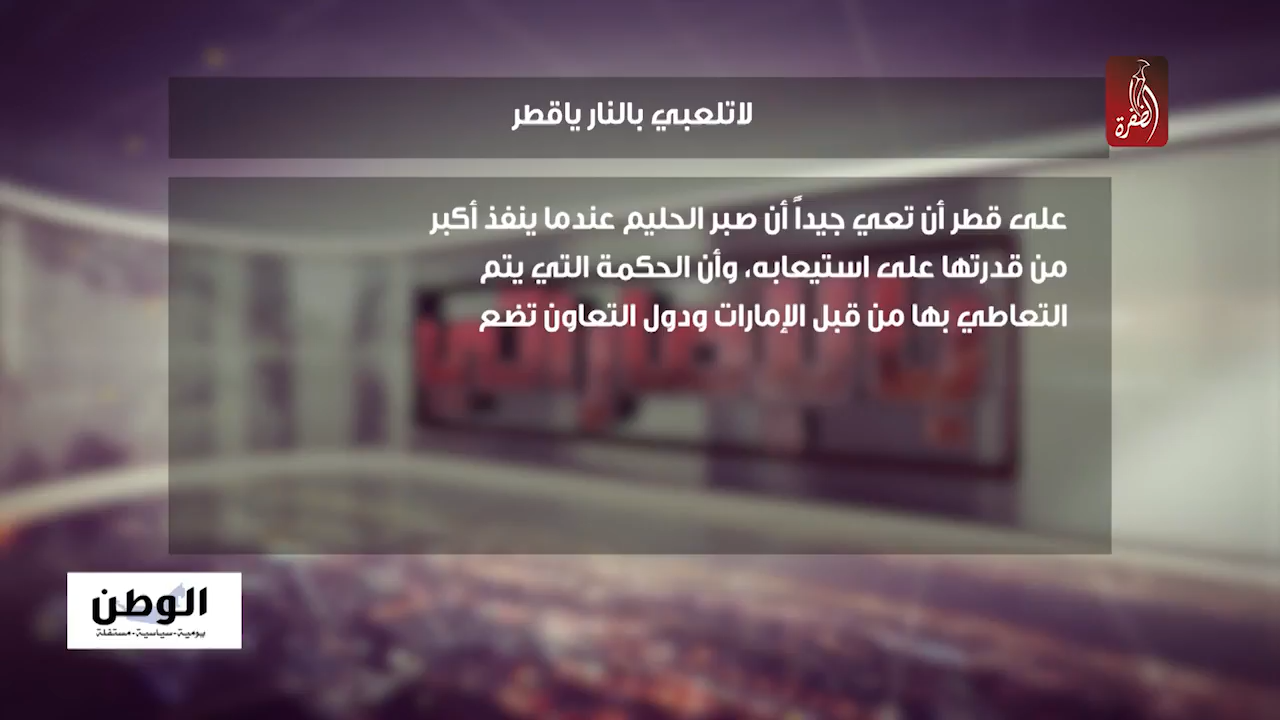 لاتلعبي بالنار ياقطر
الظفرة
على قطر أن تعي جيداً أن صبر الحليم عندما ينفذ أكبر
من قدرتها على استيعابه، وأن الحكمة التي يتم
التعاطي بها من قبل الإمارات ودول التعاون تضع
الوطن
يومية-سياسية-مستقلة